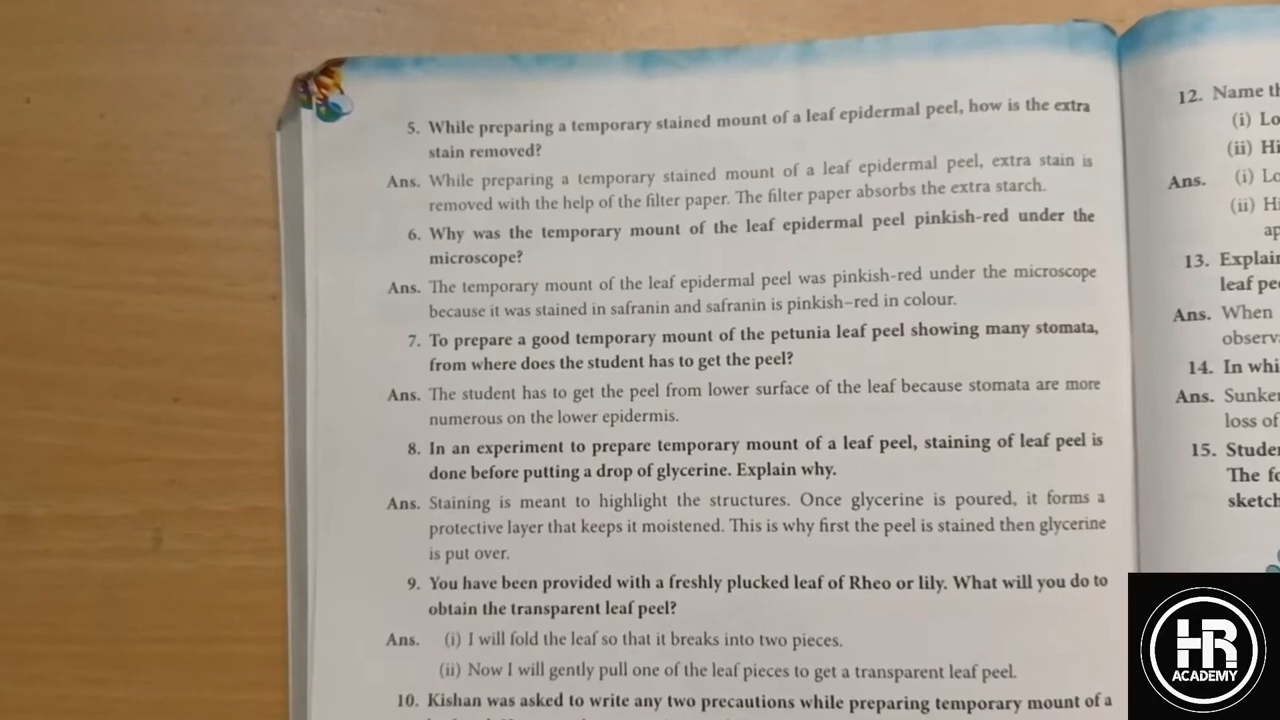 5. While preparing a temporary stained mount of a leaf epidermal peel, how is the extra
stain removed?
Ans. While preparing a temporary stained mount of a leaf epidermal peel, extra stain is
removed with the help of the filter paper. The filter paper absorbs the extra starch.
6. Why was the temporary mount of the leaf epidermal peel pinkish-red under the
microscope?
Ans. The temporary mount of the leaf epidermal peel was pinkish-red under the microscope
because it was stained in safranin and safranin is pinkish–red in colour.
7. To prepare a good temporary mount of the petunia leaf peel showing many stomata,
from where does the student has to get the peel?
Ans. The student has to get the peel from lower surface of the leaf because stomata are more
numerous on the lower epidermis.
8. In an experiment to prepare temporary mount of a leaf peel, staining of leaf peel is
done before putting a drop of glycerine. Explain why.
Ans. Staining is meant to highlight the structures. Once glycerine is poured, it forms a
protective layer that keeps it moistened. This is why first the peel is stained then glycerine
is put over.
9. You have been provided with a freshly plucked leaf of Rheo or lily. What will you do to
obtain the transparent leaf peel?
Ans. (i) I will fold the leaf so that it breaks into two pieces.
(ii) Now I will gently pull one of the leaf pieces to get a transparent leaf peel.
10. Kishan was asked to write any two precautions while preparing temporary mount of a
12. Name
(i)
(ii)
Ans. (i)
(ii)
13.
leaf
Ans. When
14. In
Ans.
loss of
15.
The
HR
ACADEMY